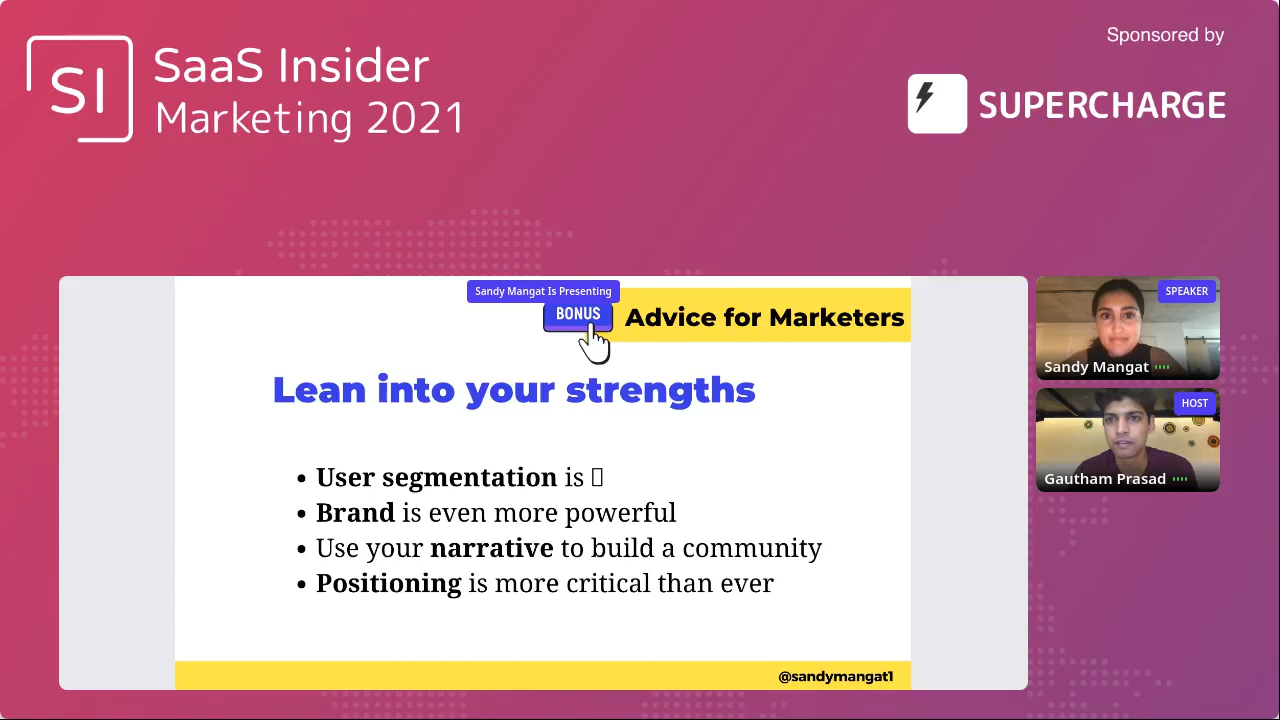 SI
SaaS Insider
Marketing 2021
Sponsored by
SUPERCHARGE
Sandy Mangat Is Presenting
BONUS
Advice for Marketers
Lean into your strengths
• User segmentation is
• Brand is even more powerful
• Use your narrative to build a community
• Positioning is more critical than ever
@sandymangat1
SPEAKER
Sandy Mangat
HOST
Gautham Prasad